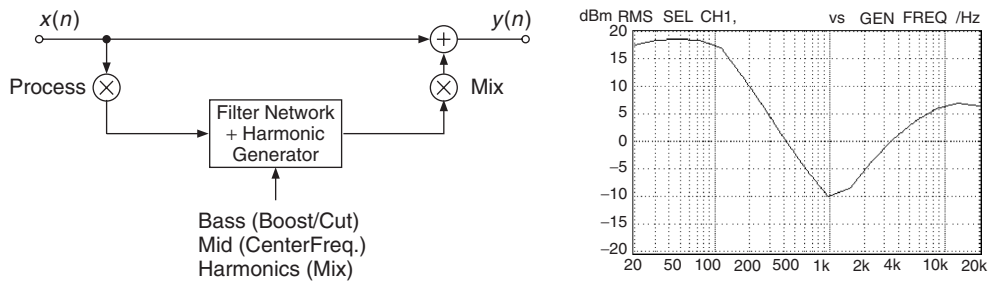 x(n)
y(n)
Process
Mix
Filter Network
+ Harmonic
Generator
Bass (Boost/Cut)
Mid (CenterFreq.)
Harmonics (Mix)
dBm RMS SEL CH1, vs GEN FREQ /Hz
20
15
10
5
0
−5
−10
−15
−20
20 50 100 200 500 1k 2k 4k 10k 20k